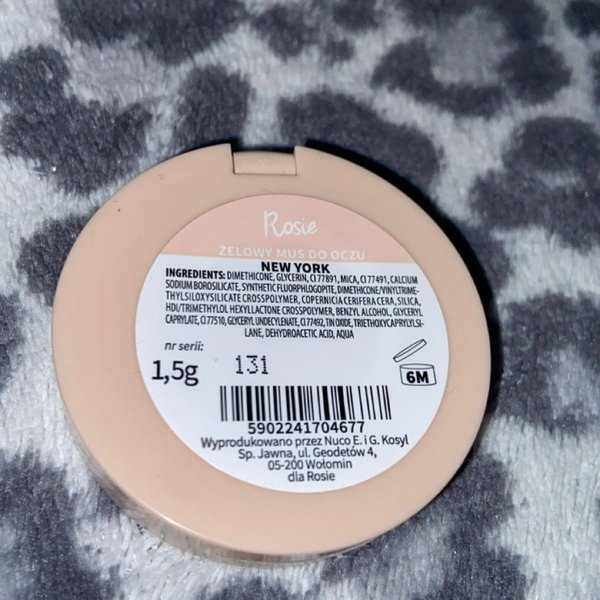 Rosie
ŻELOWY MUS DO OCZU
NEW YORK
INGREDIENTS: DIMETHICONE, GLYCERIN, CI 77891, MICA, CI 77491, CALCIUM
SODIUM BOROSILICATE, SYNTHETIC FLUORPHLOGOPITE, DIMETHICONE/VINYLTRIME-
THYLSILOXYSILICATE CROSSPOLYMER, COPERNICIA CERIFERA CERA, SILICA,
HDI/TRIMETHYLOL HEXYLLACTONE CROSSPOLYMER, BENZYL ALCOHOL, GLYCERYL
CAPRYLATE, CI 77510, GLYCERYL UNDECYLENATE, CI 77492, TIN OXIDE, TRIETHOXYCAPRYLYLSI-
LANE, DEHYDROACETIC ACID, AQUA
nr serii:
131
1,5g
6M
5902241704677
Wyprodukowano przez Nuco E. i G. Kosyl
Sp. Jawna, ul. Geodetów 4,
05-200 Wołomin
dla Rosie